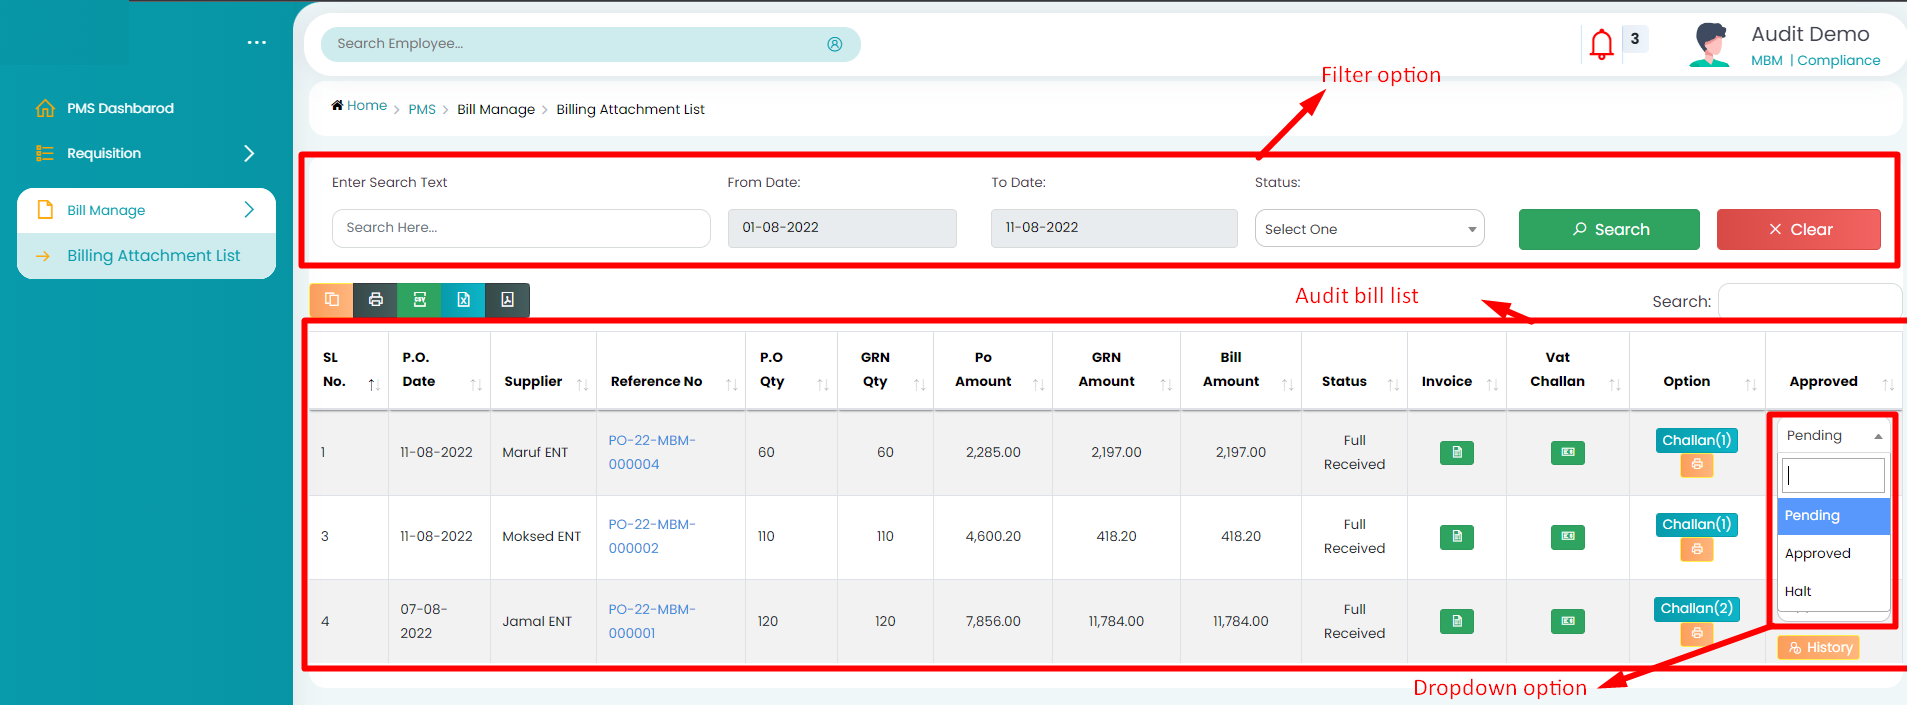 Search Employee...
3
Audit Demo
MBM | Compliance
Filter option
PMS Dashbarod
Requisition
Bill Manage
Billing Attachment List
Home > PMS > Bill Manage > Billing Attachment List
Enter Search Text
From Date:
To Date:
Status:
Search Here...
01-08-2022
11-08-2022
Select One
Search
Clear
CSV
Audit bill list
Search:
SL No.
P.O. Date
Supplier
Reference No
P.O Qty
GRN Qty
Po Amount
GRN Amount
Bill Amount
Status
Invoice
Vat Challan
Option
Approved
1
11-08-2022
Maruf ENT
PO-22-MBM-
000004
60
60
2,285.00
2,197.00
2,197.00
Full
Received
Challan(1)
Pending
Pending
Approved
Halt
3
11-08-2022
Moksed ENT
PO-22-MBM-
000002
110
110
4,600.20
418.20
418.20
Full
Received
Challan(1)
4
07-08-
2022
Jamal ENT
PO-22-MBM-
000001
120
120
7,856.00
11,784.00
11,784.00
Full
Received
Challan(2)
History
Dropdown option